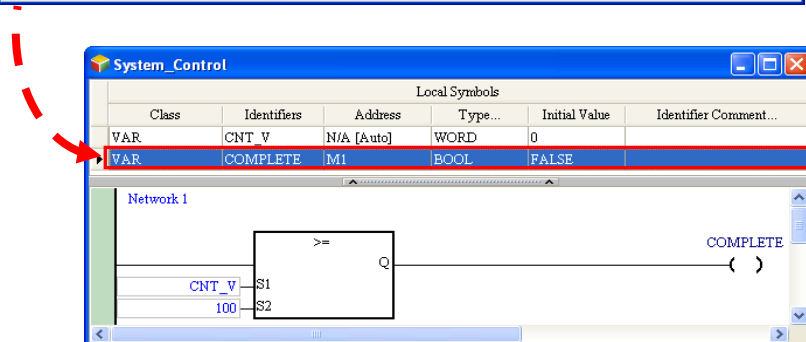 System_Control
Local Symbols
Class Identifiers Address Type... Initial Value Identifier Comment...
VAR CNT_V N/A [Auto] WORD 0
VAR COMPLETE M1 BOOL FALSE
Network 1
>=
COMPLETE
Q
( )
CNT_V S1
100 S2